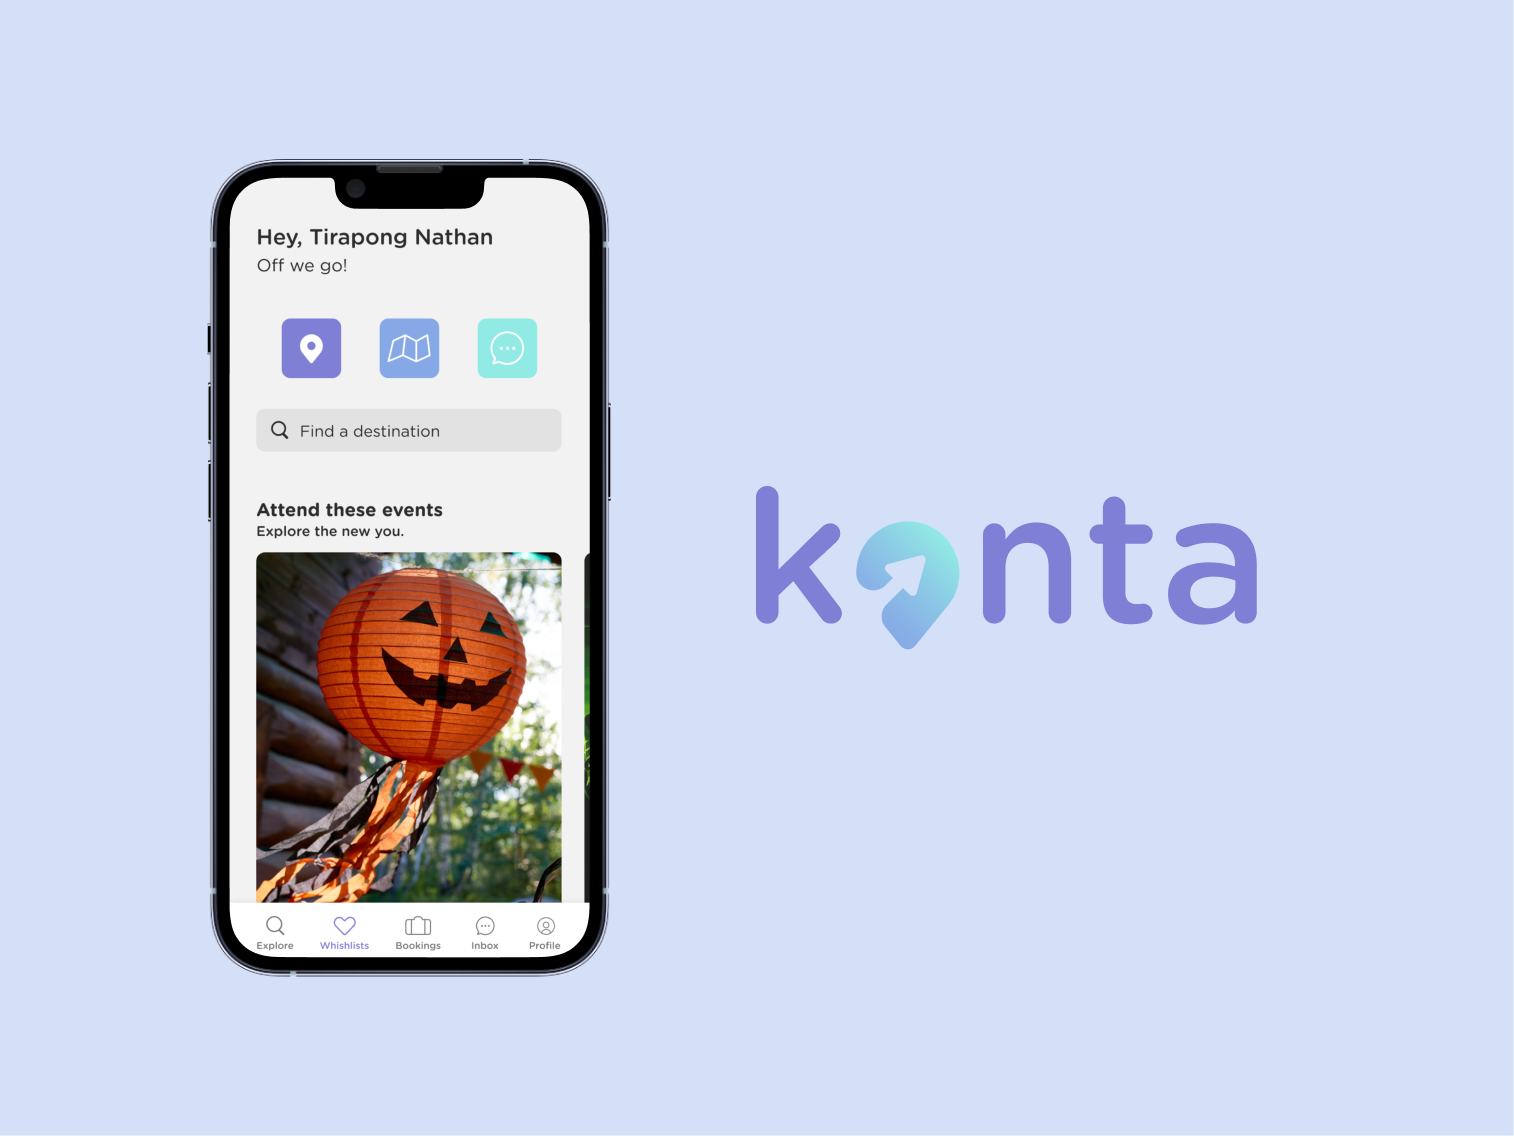 Hey, Tirapong Nathan
Off we go!
Find a destination
Attend these events
Explore the new you.
Explore
Whishlists
Bookings
Inbox
Profile
konta